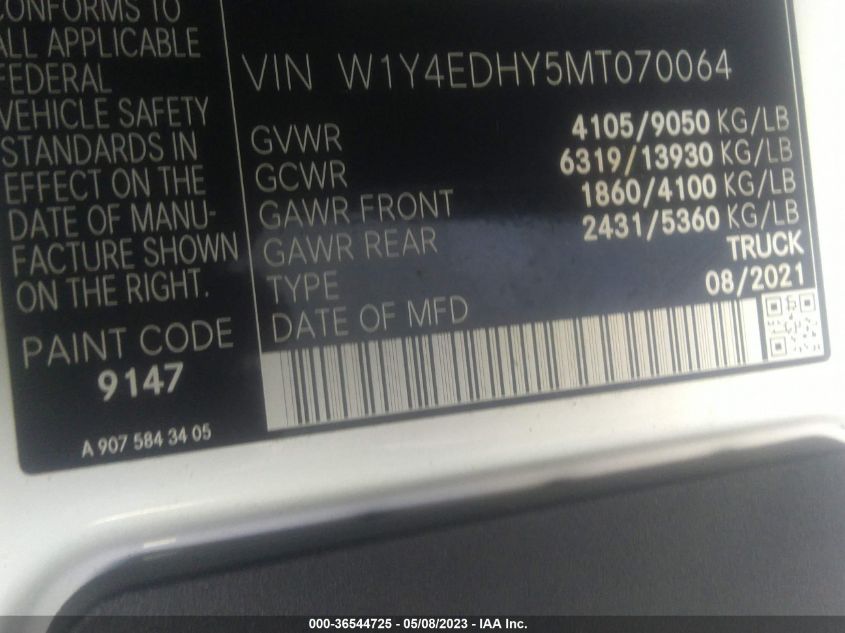 CONFORMS TO
ALL APPLICABLE
FEDERAL
VEHICLE SAFETY
STANDARDS IN
EFFECT ON THE
DATE OF MANU-
FACTURE SHOWN
ON THE RIGHT.
PAINT CODE
9147
A 907 584 34 05
VIN W1Y4EDHY5MT070064
GVWR 4105/9050 KG/LB
GCWR 6319/13930 KG/LB
GAWR FRONT 1860/4100 KG/LB
GAWR REAR 2431/5360 KG/LB
TYPE TRUCK
DATE OF MFD 08/2021
000-36544725 - 05/08/2023 - IAA Inc.